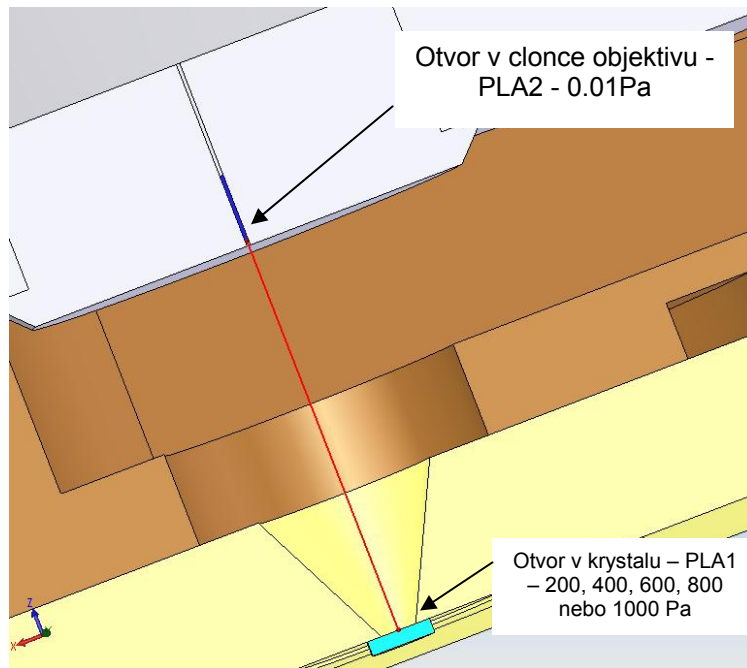 Otvor v clonce objektivu -
PLA2 - 0.01Pa
Otvor v krystalu – PLA1
– 200, 400, 600, 800
nebo 1000 Pa
Z
X